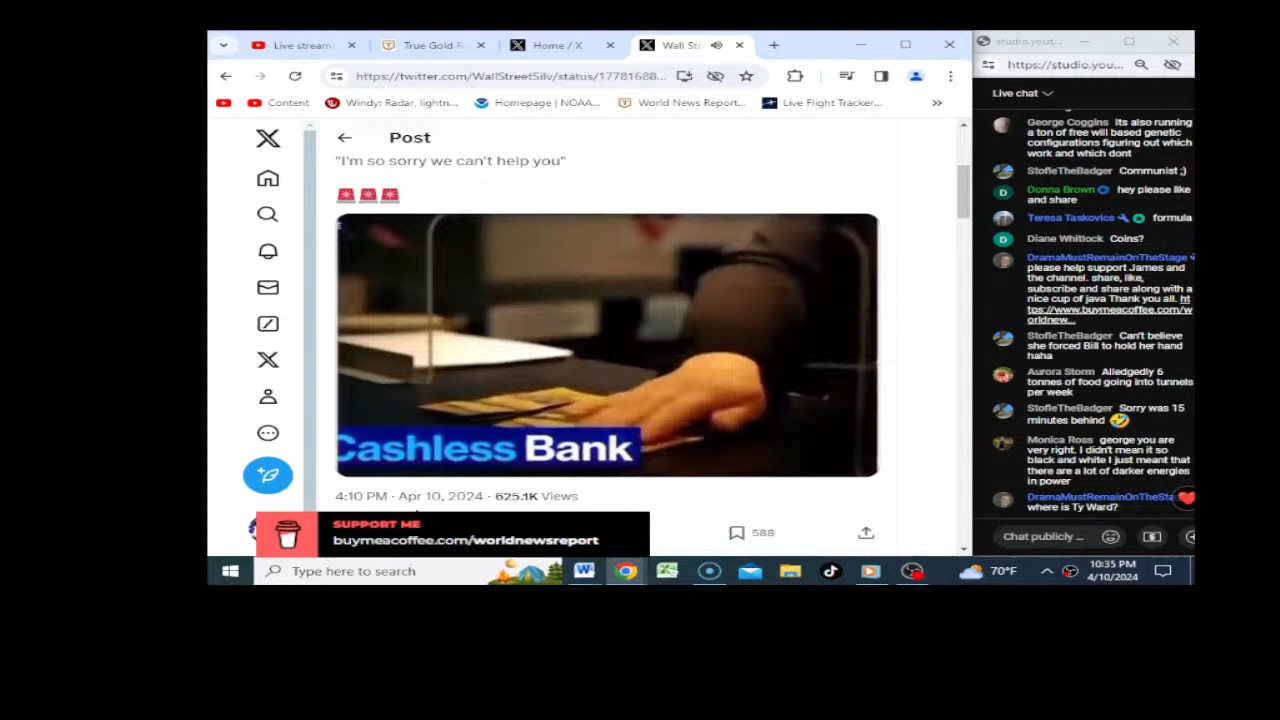 Live stream
True Gold R
Home / X
Wall Str
studio.yout
https://twitter.com/WallStreetSilv/status/17781688...
https://studio.you...
Content
Windy: Radar, lightn...
Homepage | NOAA...
World News Report...
Live Flight Tracker...
»
Post
"I'm so sorry we can't help you"
Cashless Bank
4:10 PM · Apr 10, 2024 · 625.1K Views
588
SUPPORT ME
buymeacoffee.com/worldnewsreport
Live chat
George Coggins its also running
a ton of free will based genetic
configurations figuring out which
work and which dont
StofleTheBadger Communist ;)
D
Donna Brown hey please like
and share
Teresa Taskovics formula
D
Diane Whitlock Coins?
DramaMustRemainOnTheStage
please help support James and
the channel. share, like,
subscribe and share along with a
nice cup of java Thank you all. ht
tps://www.buymeacoffee.com/w
orldnew...
StofleTheBadger Can't believe
she forced Bill to hold her hand
haha
Aurora Storm Alledgedly 6
tonnes of food going into tunnels
per week
StofleTheBadger Sorry was 15
minutes behind
Monica Ross george you are
very right. I didn't mean it so
black and white I just meant that
there are a lot of darker energies
in power
DramaMustRemainOnTheSta
where is Ty Ward?
Chat publicly ...
Type here to search
70°F
10:35 PM
4/10/2024